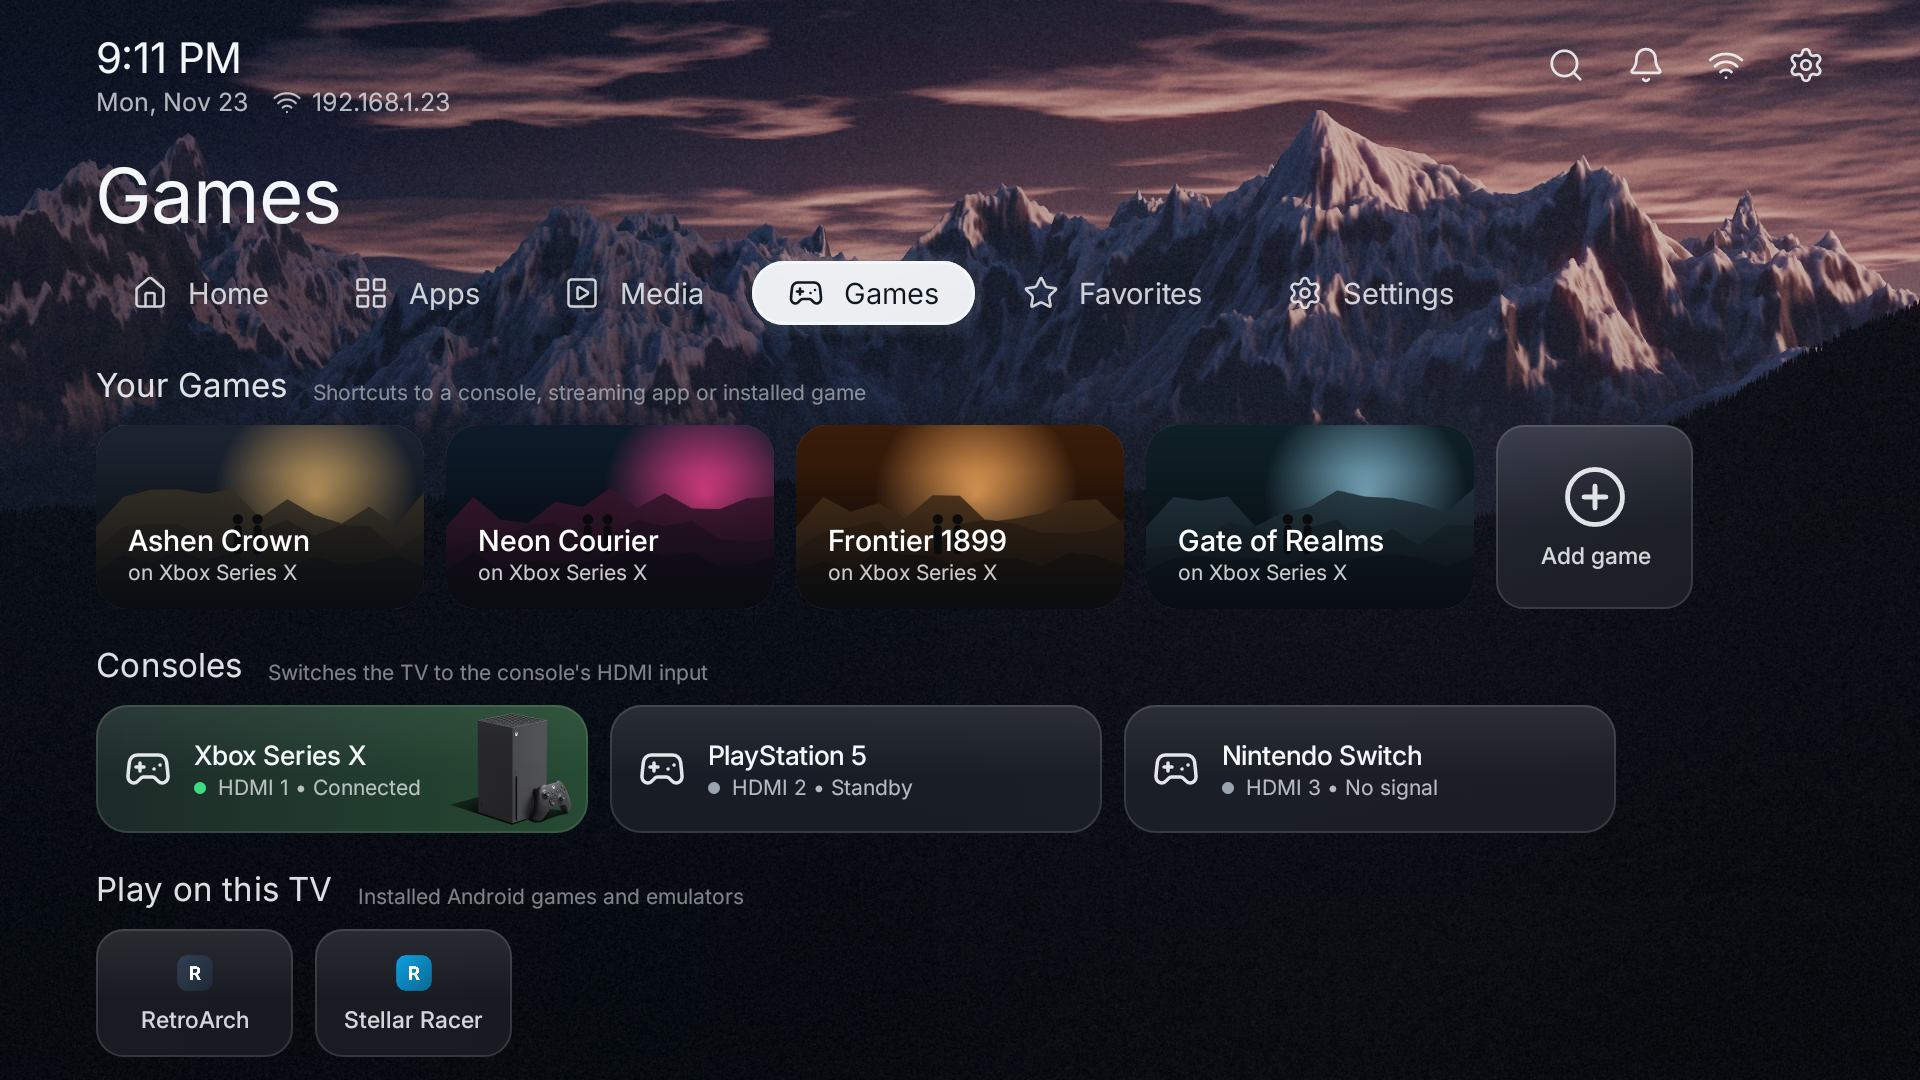 9:11 PM
Mon, Nov 23 192.168.1.23
Games
Home Apps Media Games Favorites Settings
Your Games Shortcuts to a console, streaming app or installed game
Ashen Crown
on Xbox Series X
Neon Courier
on Xbox Series X
Frontier 1899
on Xbox Series X
Gate of Realms
on Xbox Series X
Add game
Consoles Switches the TV to the console's HDMI input
Xbox Series X
HDMI 1 • Connected
PlayStation 5
HDMI 2 • Standby
Nintendo Switch
HDMI 3 • No signal
Play on this TV Installed Android games and emulators
R
RetroArch
R
Stellar Racer